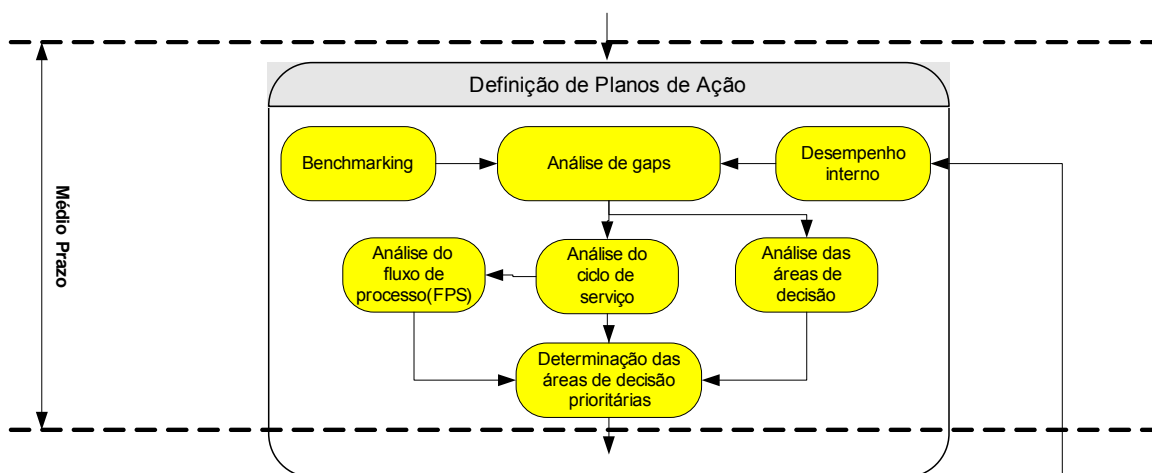 Definição de Planos de Ação
Benchmarking
Análise de gaps
Desempenho
interno
Médio Prazo
Análise do
fluxo de
processo(FPS)
Análise do
ciclo de
serviço
Análise das
áreas de
decisão
Determinação das
áreas de decisão
prioritárias